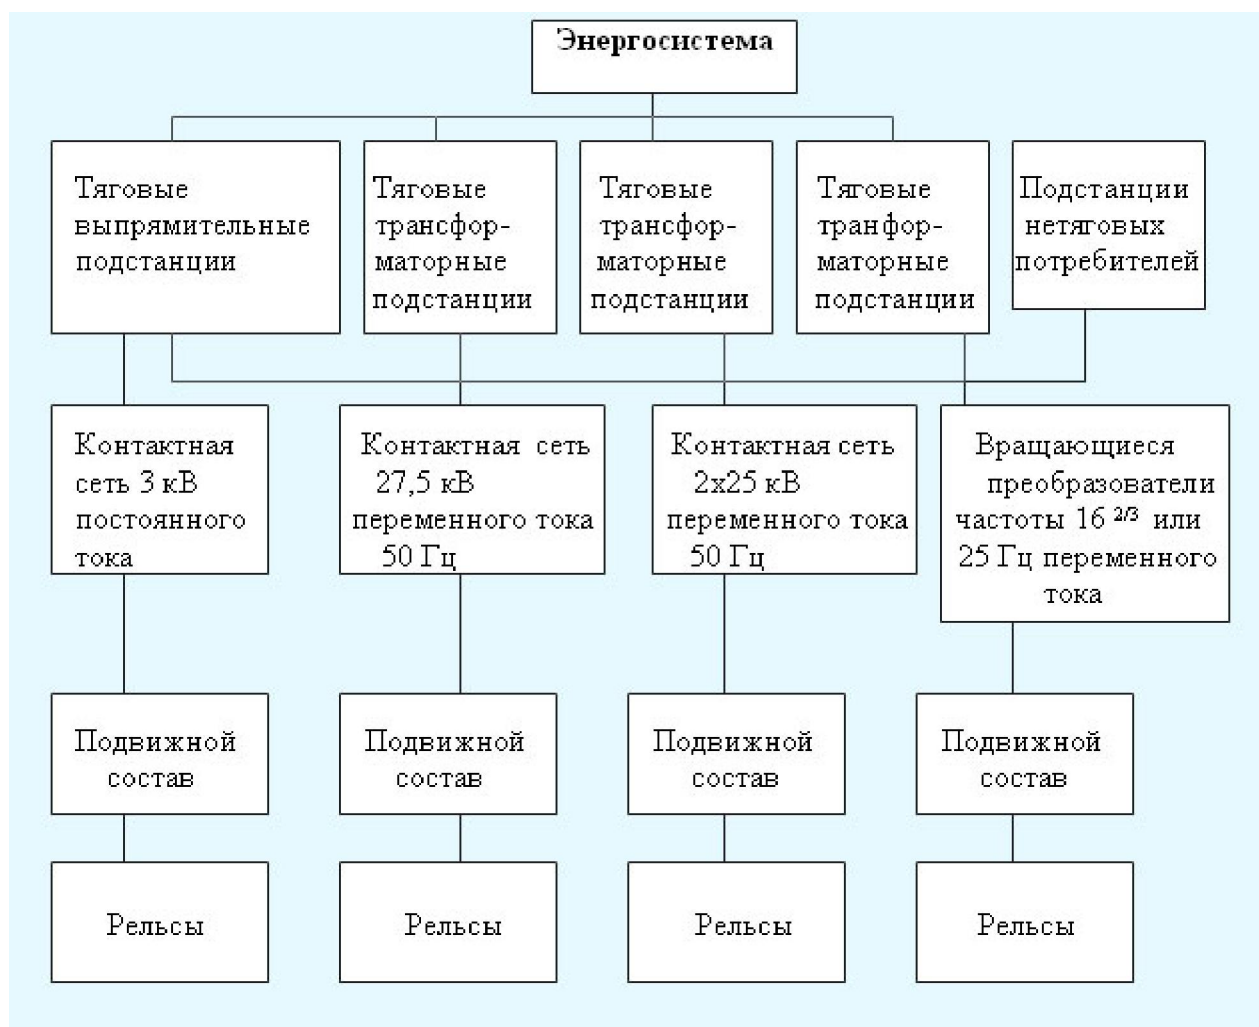 Энергосистема
Тяговые
выпрямительные
подстанции
Тяговые
трансфор-
маторные
подстанции
Тяговые
трансфор-
маторные
подстанции
Тяговые
транфор-
маторные
подстанции
Подстанции
нетяговых
потребителей
Контактная
сеть 3 кВ
постоянного
тока
Контактная сеть
27,5 кВ
переменного тока
50 Гц
Контактная сеть
2х25 кВ
переменного тока
50 Гц
Вращающиеся
преобразователи
частоты 16 2/3 или
25 Гц переменного
тока
Подвижной
состав
Подвижной
состав
Подвижной
состав
Подвижной
состав
Рельсы
Рельсы
Рельсы
Рельсы